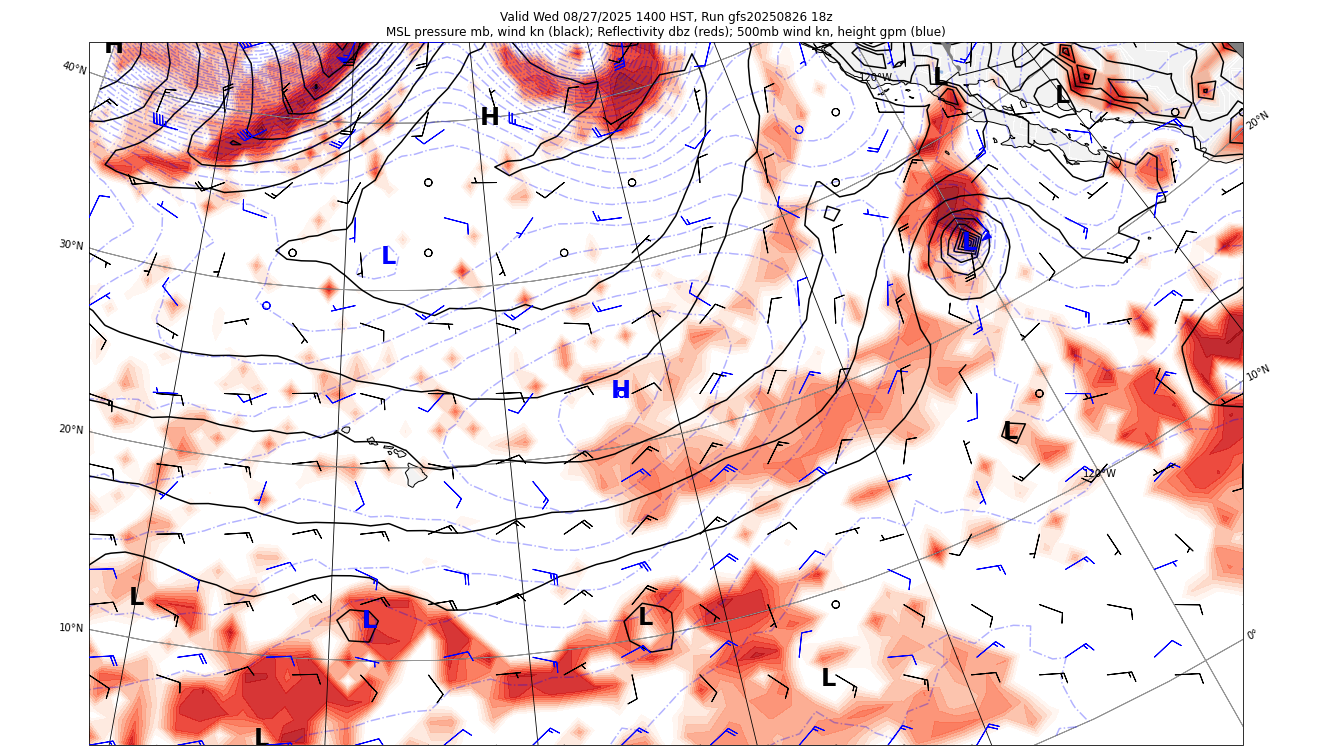 Valid Wed 08/27/2025 1400 HST, Run gfs20250826 18z
MSL pressure mb, wind kn (black); Reflectivity dbz (reds); 500mb wind kn, height gpm (blue)
H
40°N
120°W
L
L
H
20°N
30°N
L
L
H
10°N
20°N
L
120°W
L
L
L
10°N
0°
L
L